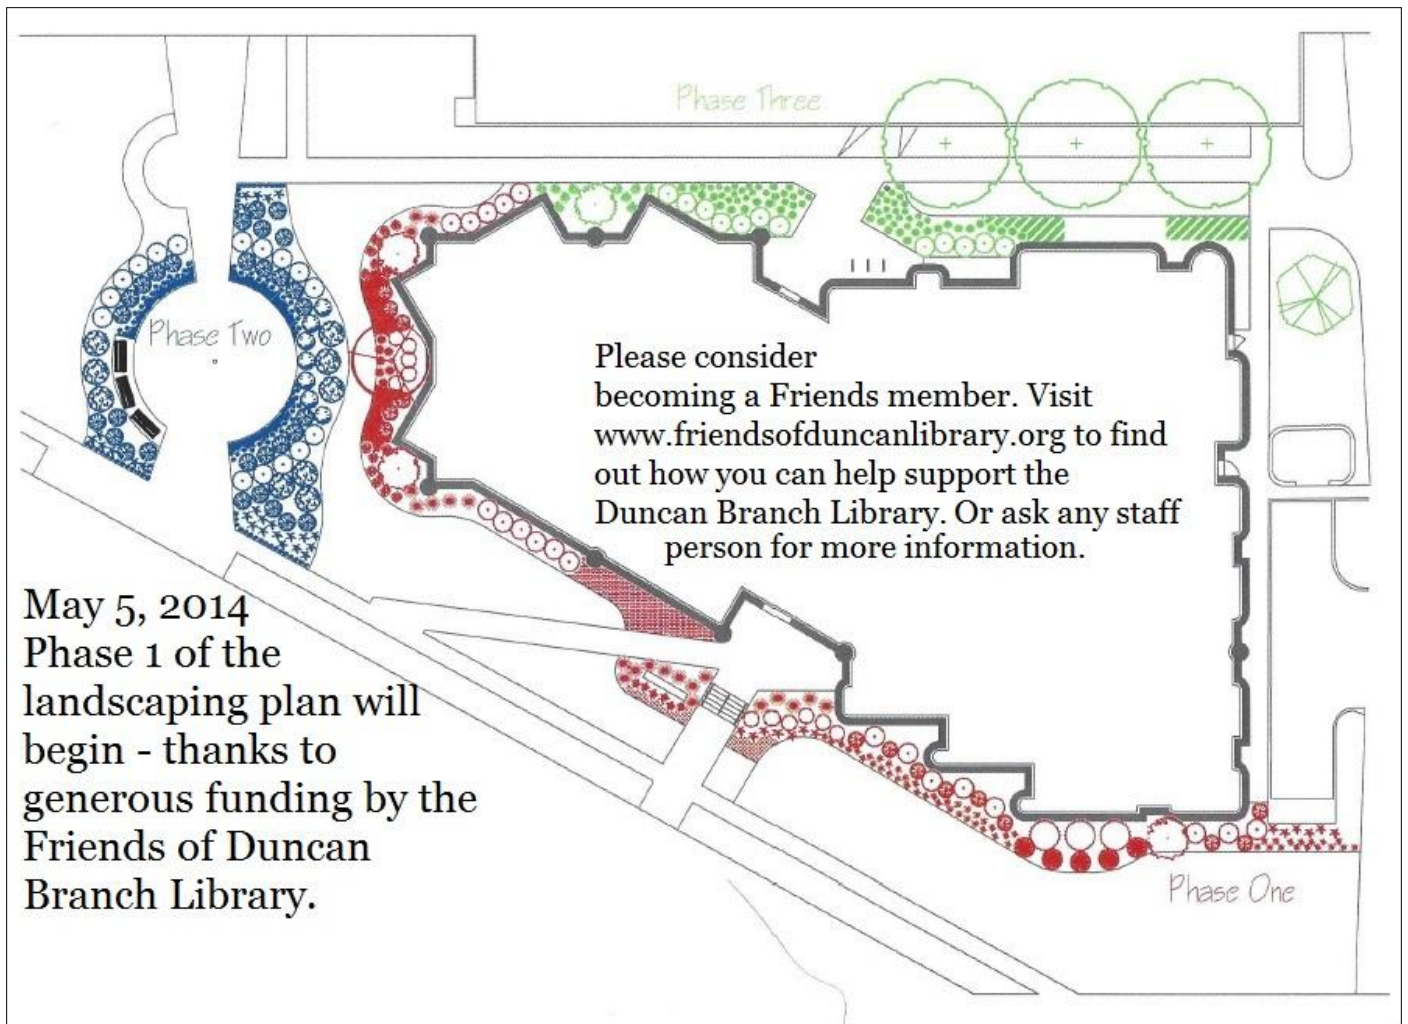 Phase Three
Phase Two
Please consider
becoming a Friends member. Visit
www.friendsofduncanlibrary.org to find
out how you can help support the
Duncan Branch Library. Or ask any staff
person for more information.
May 5, 2014
Phase 1 of the
landscaping plan will
begin - thanks to
generous funding by the
Friends of Duncan
Branch Library.
Phase One